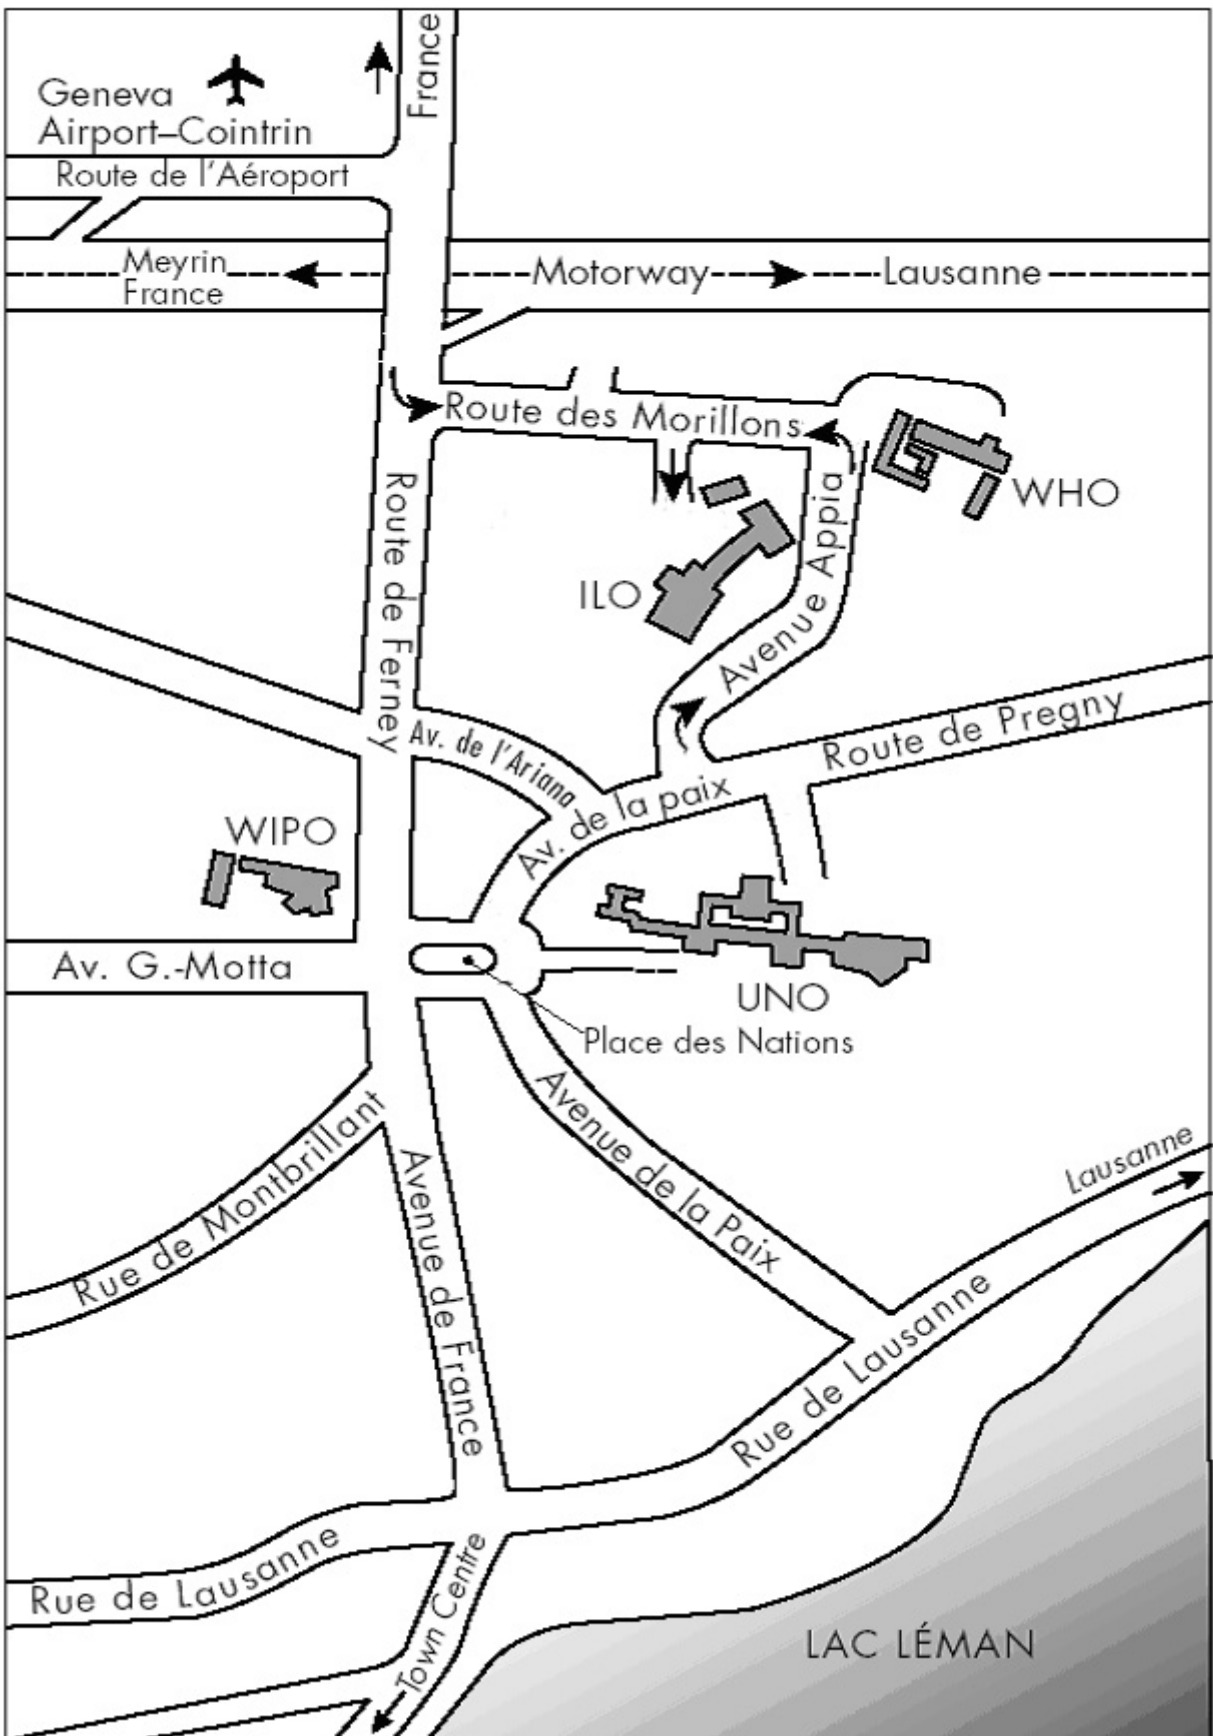 France
Geneva
Airport–Cointrin
Route de l'Aéroport
Meyrin
France
Motorway
Lausanne
Route des Morillons
WHO
Route de Ferney
Avenue Appia
ILO
Route de Pregny
Av. de l'Ariana
Av. de la paix
WIPO
Av. G.-Motta
UNO
Place des Nations
Avenue de la Paix
Rue de Montbrillant
Avenue de France
Lausanne
Rue de Lausanne
Rue de Lausanne
Town Centre
LAC LÉMAN